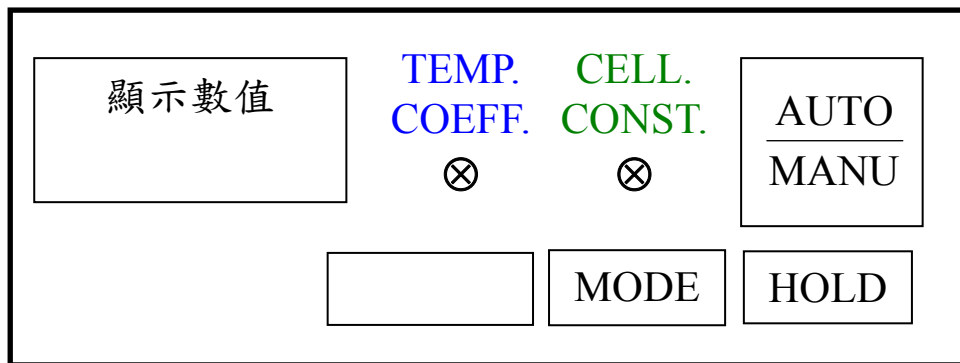 顯示數值
TEMP.
COEFF.
CELL.
CONST.
AUTO
MANU
MODE
HOLD